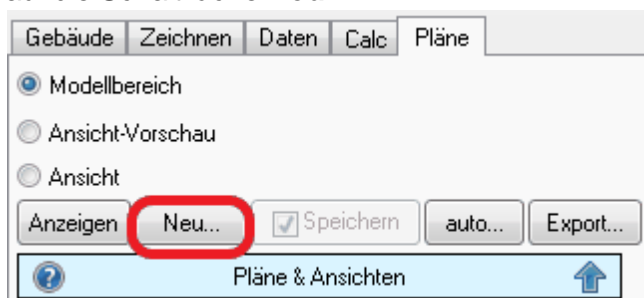 Gebäude Zeichnen Daten Calc Pläne
Modellbereich
Ansicht-Vorschau
Ansicht
Anzeigen Neu... Speichern auto... Export...
Pläne & Ansichten